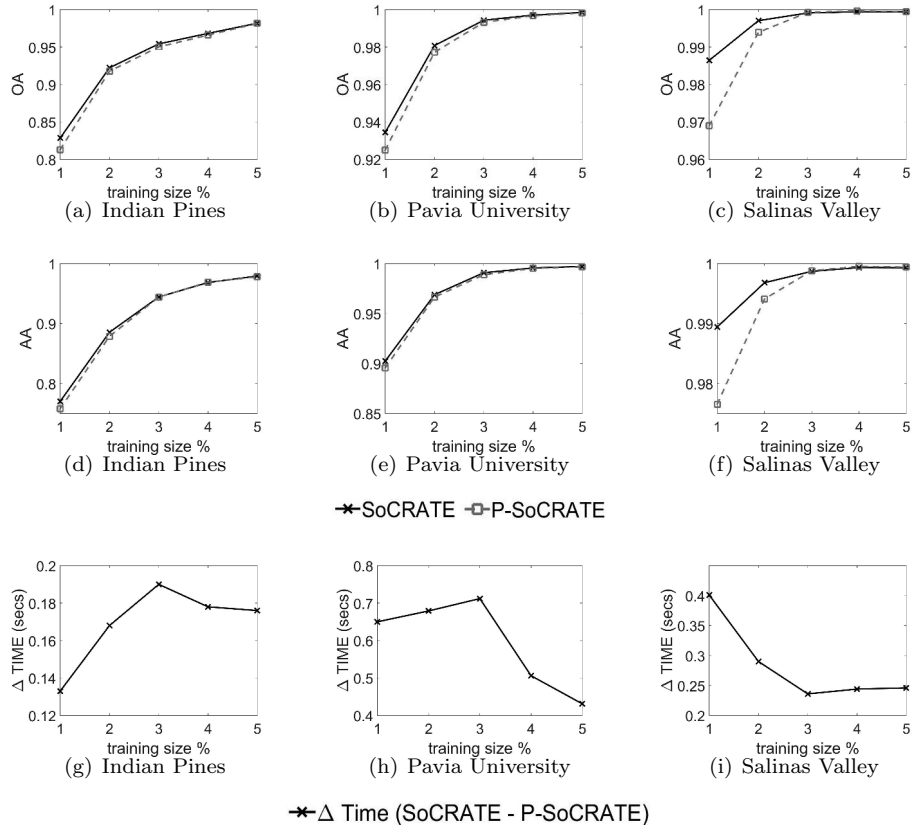 1
0.95
0.9
0.85
0.8
OA
1 2 3 4 5
training size %
(a) Indian Pines
1
0.98
0.96
0.94
0.92
OA
1 2 3 4 5
training size %
(b) Pavia University
1
0.99
0.98
0.97
0.96
OA
1 2 3 4 5
training size %
(c) Salinas Valley
1
0.9
0.8
AA
1 2 3 4 5
training size %
(d) Indian Pines
1
0.95
0.9
0.85
AA
1 2 3 4 5
training size %
(e) Pavia University
1
0.99
0.98
AA
1 2 3 4 5
training size %
(f) Salinas Valley
SoCRATE P-SoCRATE
0.2
0.18
0.16
0.14
0.12
Δ TIME (secs)
1 2 3 4 5
training size %
(g) Indian Pines
0.8
0.7
0.6
0.5
0.4
Δ TIME (secs)
1 2 3 4 5
training size %
(h) Pavia University
0.4
0.3
0.25
0.2
Δ TIME (secs)
1 2 3 4 5
training size %
(i) Salinas Valley
Δ Time (SoCRATE - P-SoCRATE)